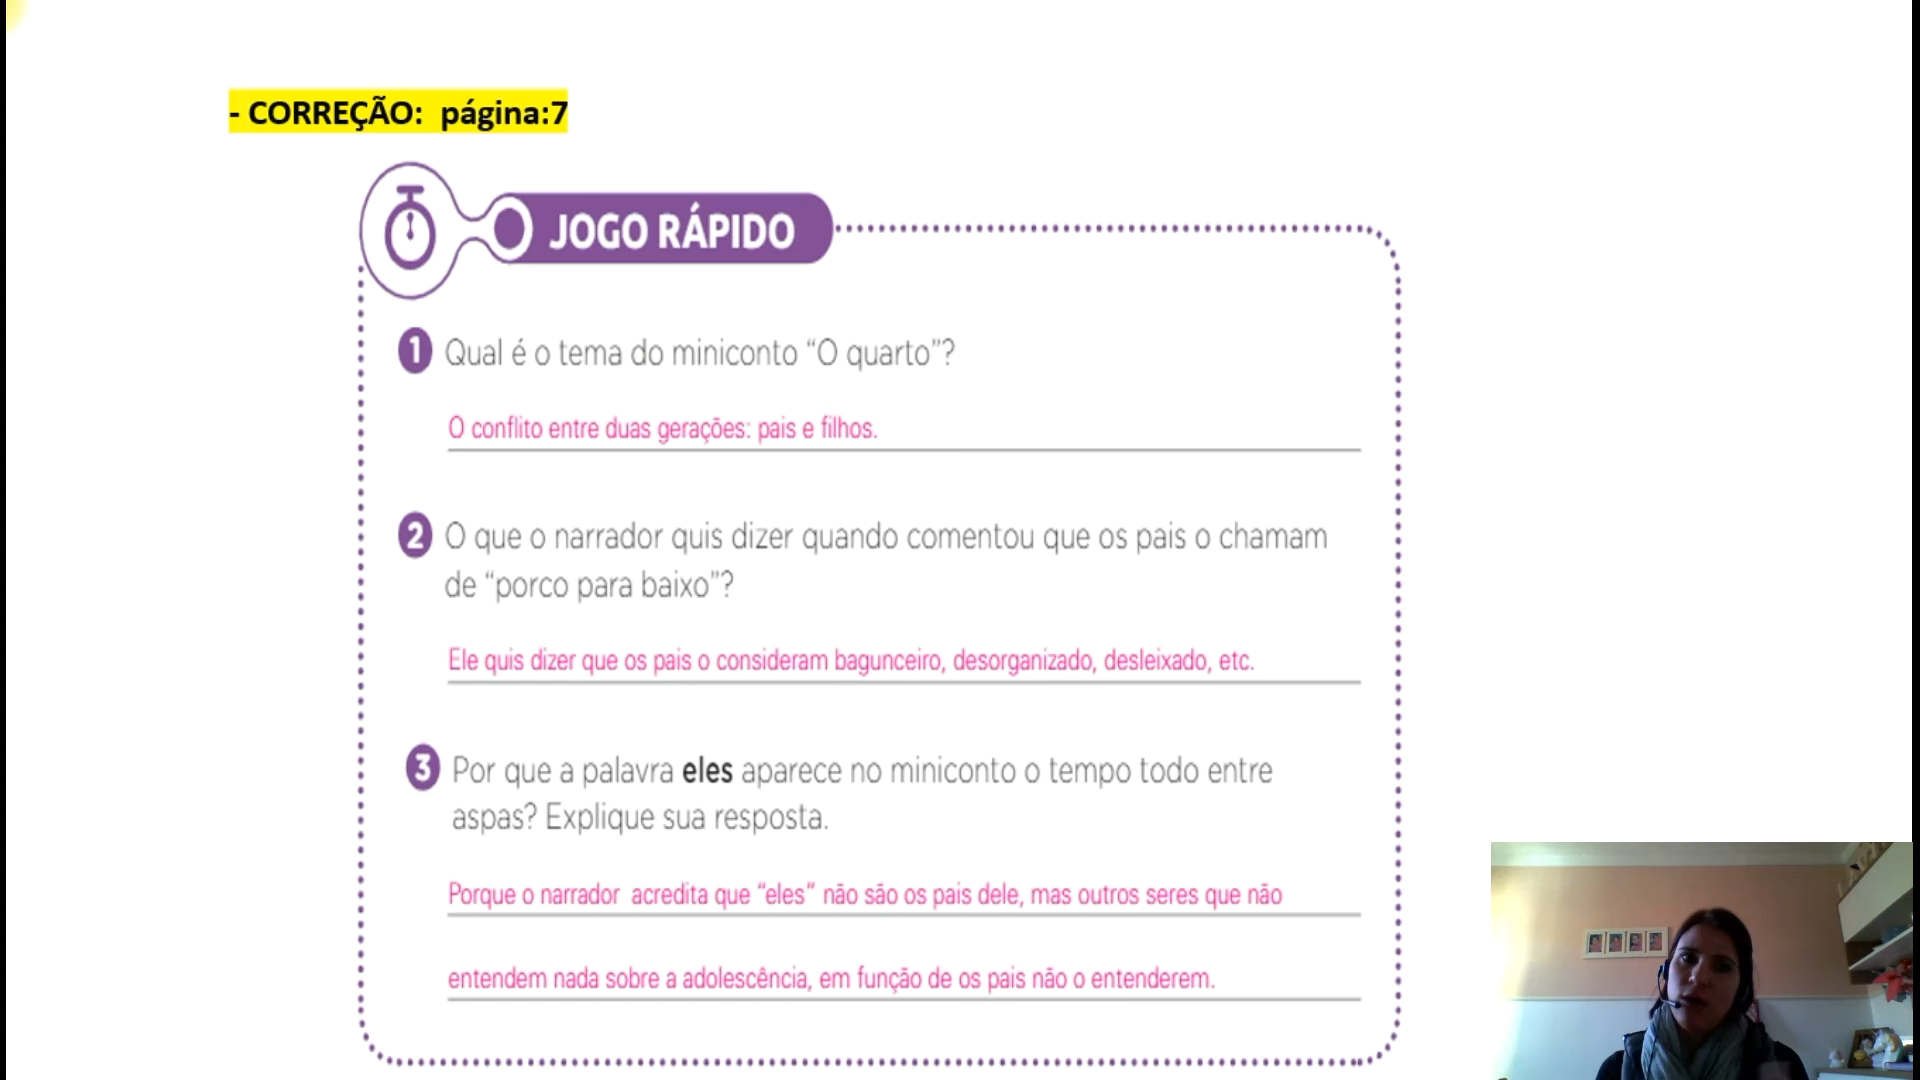 - CORREÇÃO: página:7
JOGO RÁPIDO
1 Qual é o tema do miniconto “O quarto”?
O conflito entre duas gerações: pais e filhos.
2 O que o narrador quis dizer quando comentou que os pais o chamam
de “porco para baixo”?
Ele quis dizer que os pais o consideram bagunceiro, desorganizado, desleixado, etc.
3 Por que a palavra eles aparece no miniconto o tempo todo entre
aspas? Explique sua resposta.
Porque o narrador acredita que “eles” não são os pais dele, mas outros seres que não
entendem nada sobre a adolescência, em função de os pais não o entenderem.